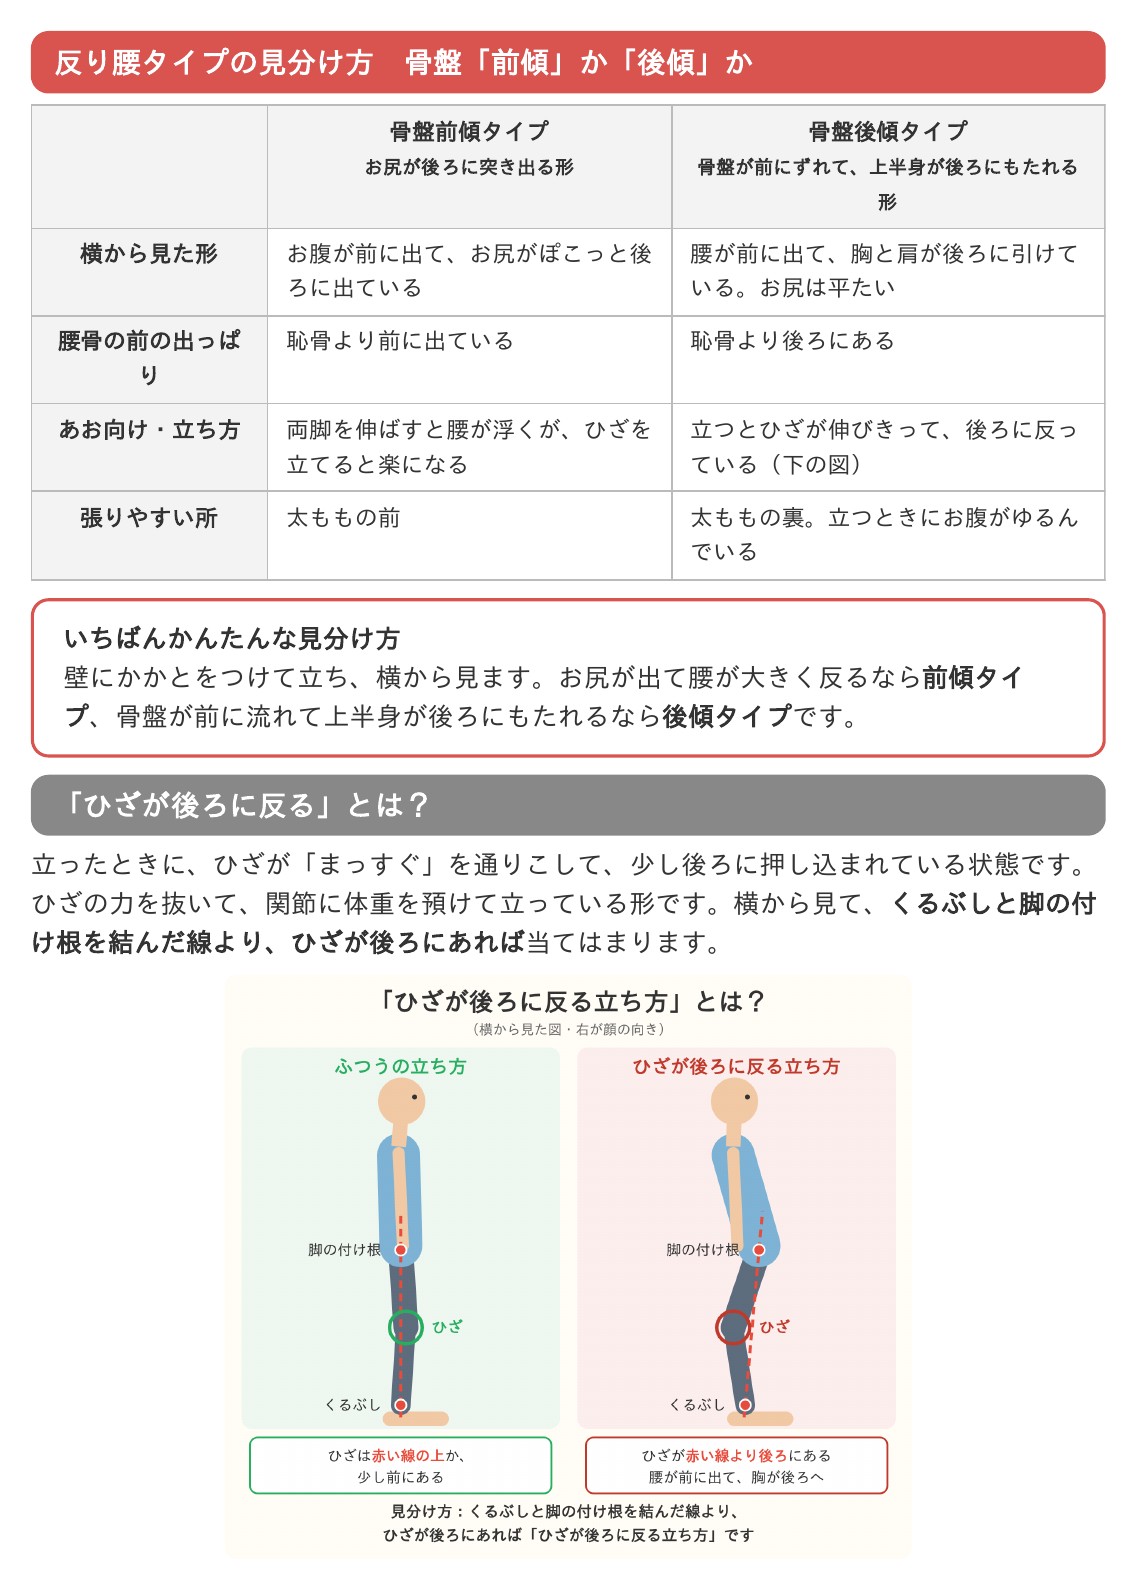 反り腰タイプの見分け方　骨盤「前傾」か「後傾」か
骨盤前傾タイプ
お尻が後ろに突き出る形
骨盤後傾タイプ
骨盤が前にずれて、上半身が後ろにもたれる
形
横から見た形
お腹が前に出て、お尻がぽこっと後
ろに出ている
腰が前に出て、胸と肩が後ろに引けて
いる。お尻は平たい
腰骨の前の出っぱ
り
恥骨より前に出ている
恥骨より後ろにある
あお向け・立ち方
両脚を伸ばすと腰が浮くが、ひざを
立てると楽になる
立つとひざが伸びきって、後ろに反っ
ている（下の図）
張りやすい所
太ももの前
太ももの裏。立つときにお腹がゆるん
でいる
いちばんかんたんな見分け方
壁にかかとをつけて立ち、横から見ます。お尻が出て腰が大きく反るなら前傾タイ
プ、骨盤が前に流れて上半身が後ろにもたれるなら後傾タイプです。
「ひざが後ろに反る」とは？
立ったときに、ひざが「まっすぐ」を通りこして、少し後ろに押し込まれている状態です。
ひざの力を抜いて、関節に体重を預けて立っている形です。横から見て、くるぶしと脚の付
け根を結んだ線より、ひざが後ろにあれば当てはまります。
「ひざが後ろに反る立ち方」とは？
（横から見た図・右が顔の向き）
ふつうの立ち方
脚の付け根
ひざ
くるぶし
ひざは赤い線の上か、
少し前にある
ひざが後ろに反る立ち方
脚の付け根
ひざ
くるぶし
ひざが赤い線より後ろにある
腰が前に出て、胸が後ろへ
見分け方：くるぶしと脚の付け根を結んだ線より、
ひざが後ろにあれば「ひざが後ろに反る立ち方」です